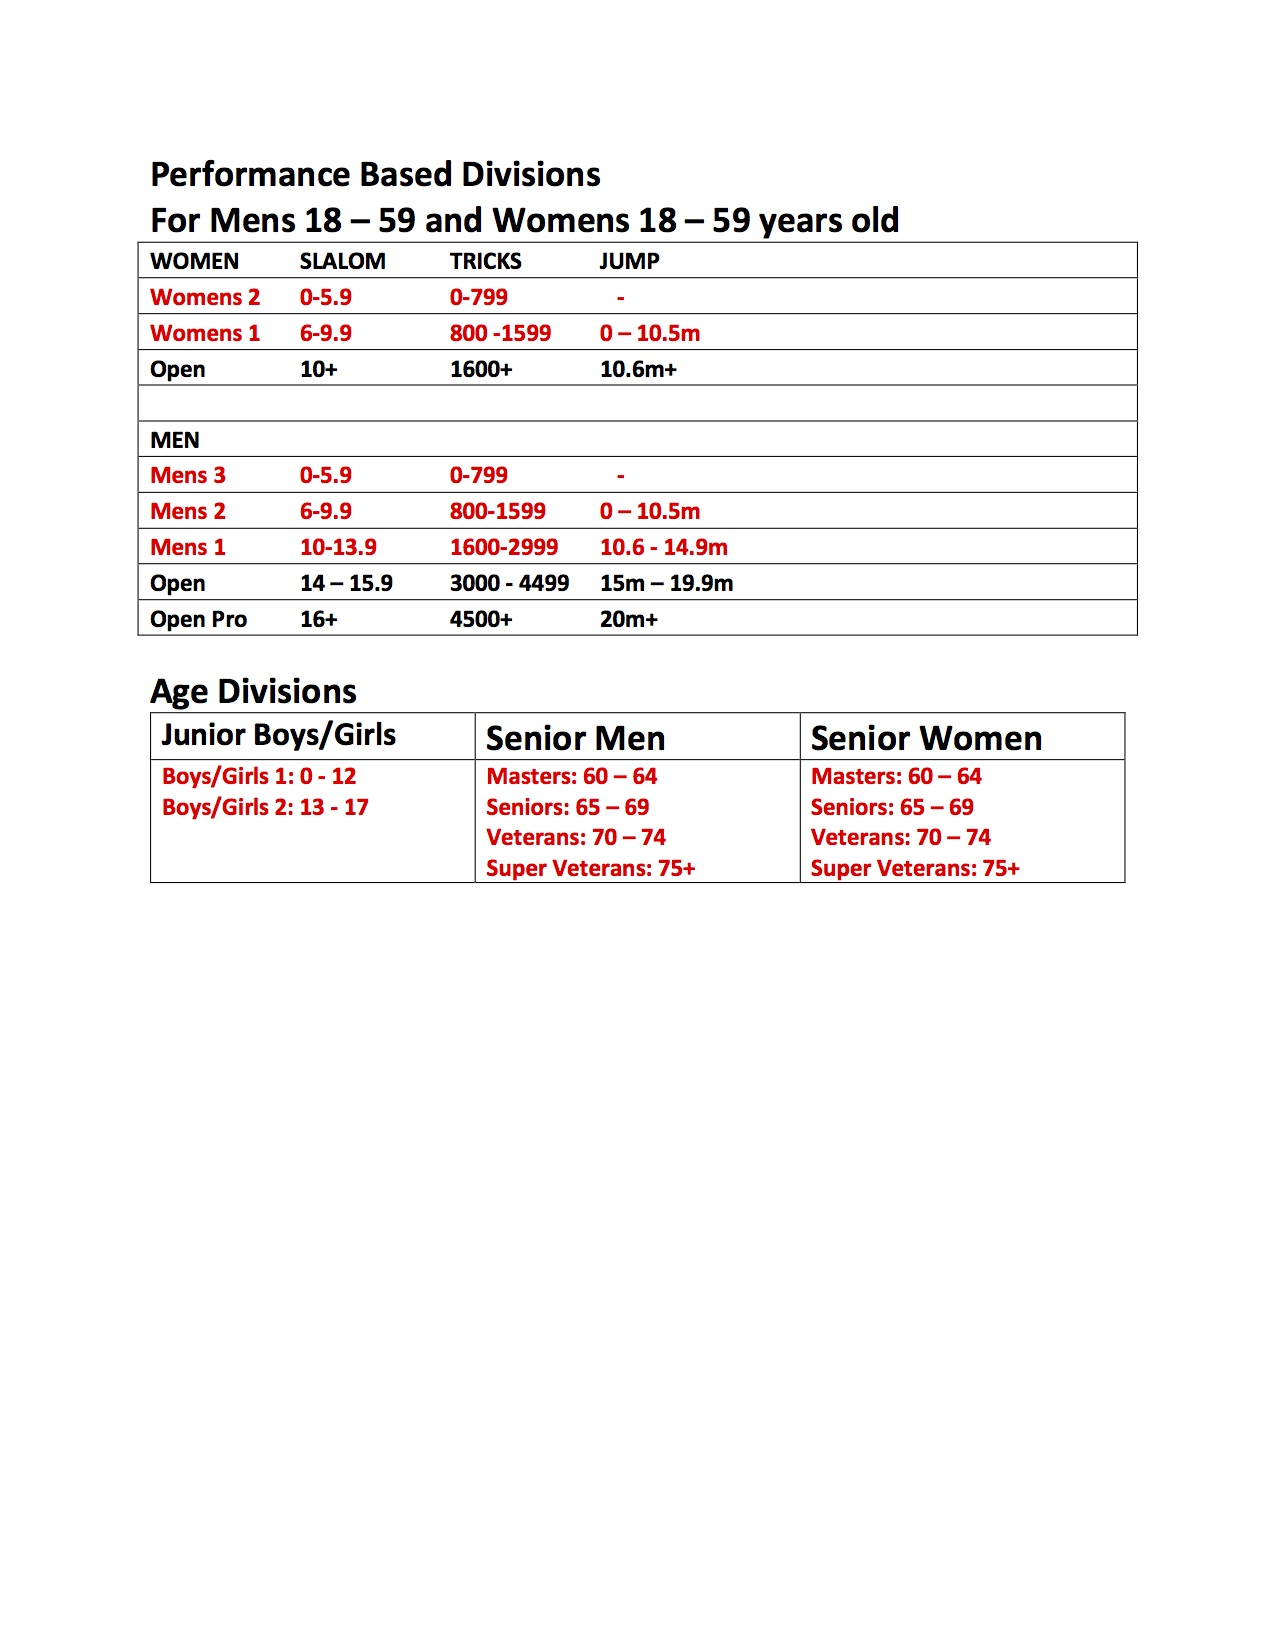 Performance Based Divisions
For Mens 18 – 59 and Womens 18 – 59 years old
WOMEN SLALOM TRICKS JUMP
Womens 2 0-5.9 0-799 -
Womens 1 6-9.9 800 -1599 0 – 10.5m
Open 10+ 1600+ 10.6m+
MEN
Mens 3 0-5.9 0-799 -
Mens 2 6-9.9 800-1599 0 – 10.5m
Mens 1 10-13.9 1600-2999 10.6 - 14.9m
Open 14 – 15.9 3000 - 4499 15m – 19.9m
Open Pro 16+ 4500+ 20m+
Age Divisions
Junior Boys/Girls Senior Men Senior Women
Boys/Girls 1: 0 - 12 Masters: 60 – 64 Masters: 60 – 64
Boys/Girls 2: 13 - 17 Seniors: 65 – 69 Seniors: 65 – 69
Veterans: 70 – 74 Veterans: 70 – 74
Super Veterans: 75+ Super Veterans: 75+